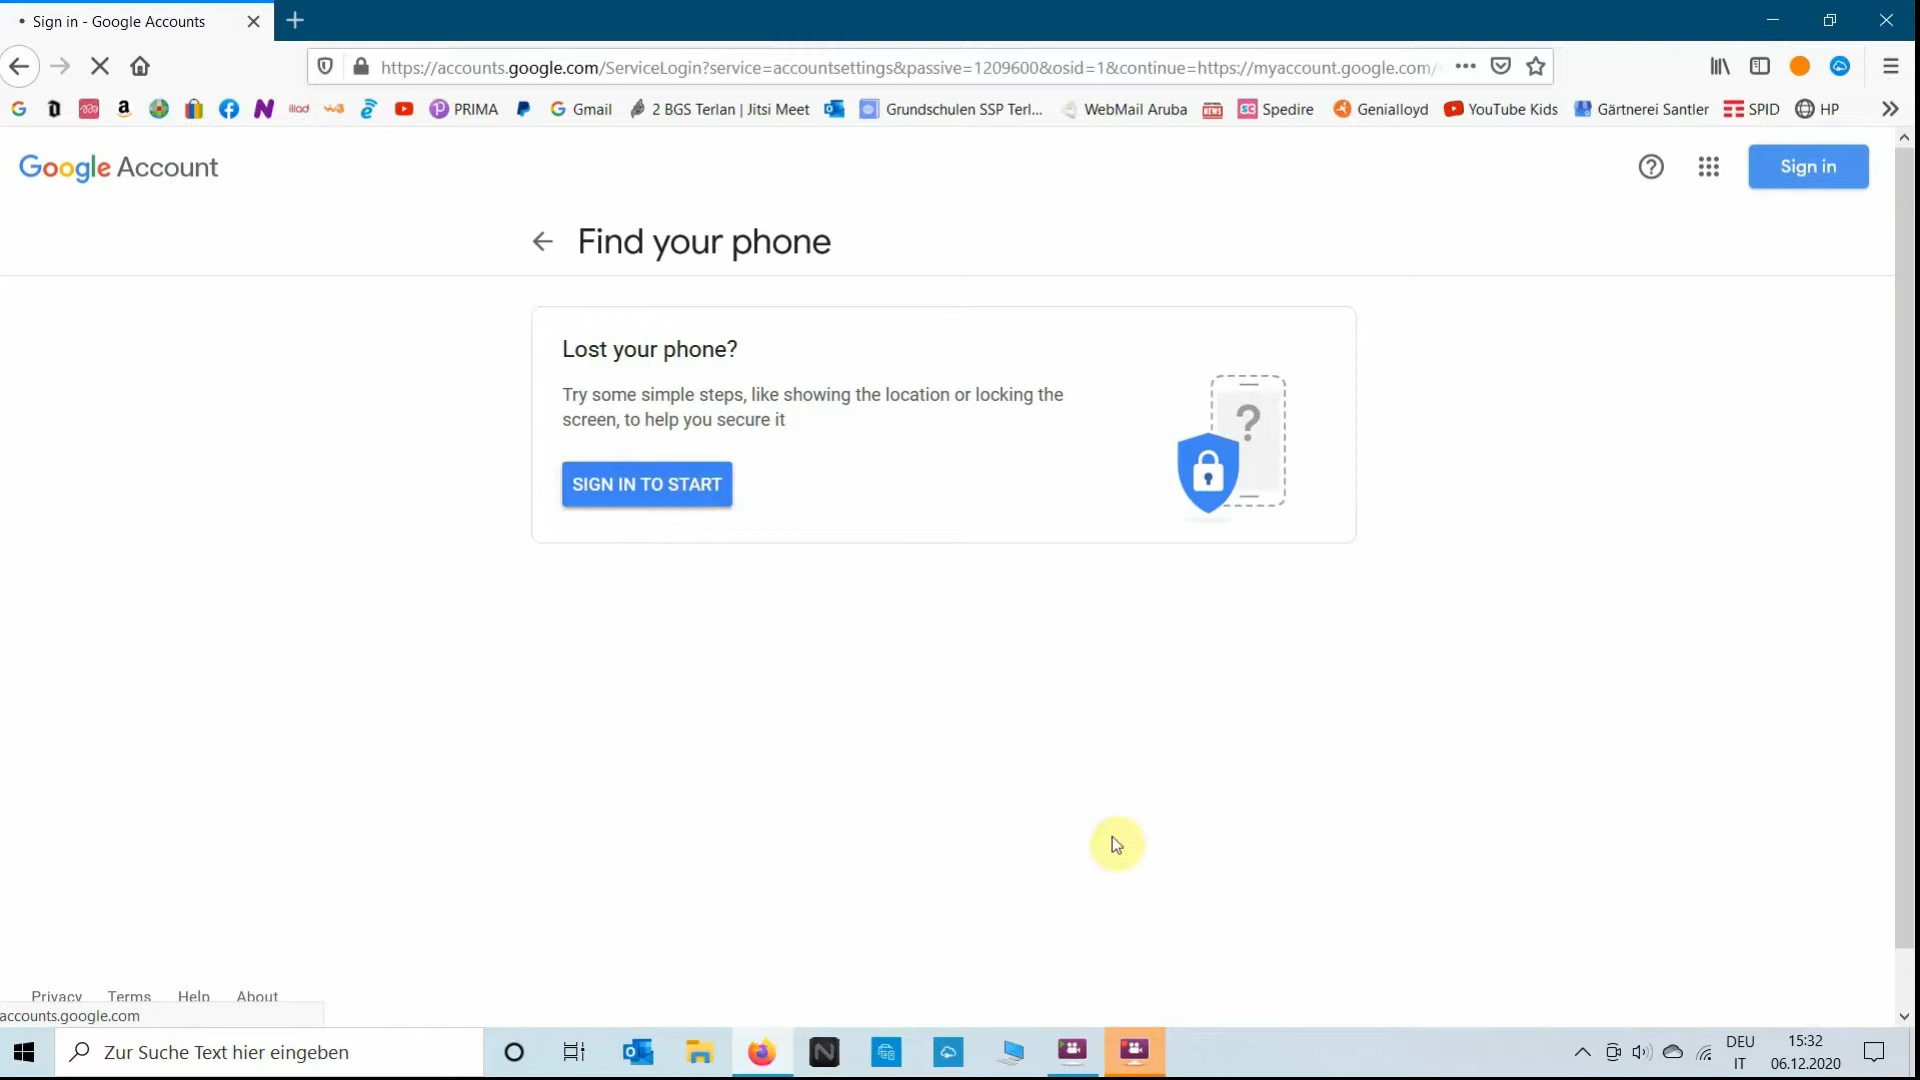 Sign in - Google Accounts
https://accounts.google.com/ServiceLogin?service=accountsettings&passive=1209600&osid=1&continue=https://myaccount.google.com/
PRIMA
Gmail
2 BGS Terlan | Jitsi Meet
Grundschulen SSP Terl...
WebMail Aruba
Spedire
Genialloyd
YouTube Kids
Gärtnerei Santler
SPID
HP
Google Account
Sign in
Find your phone
Lost your phone?
Try some simple steps, like showing the location or locking the
screen, to help you secure it
SIGN IN TO START
Privacy Terms Help About
accounts.google.com
Zur Suche Text hier eingeben
DEU
IT
15:32
06.12.2020